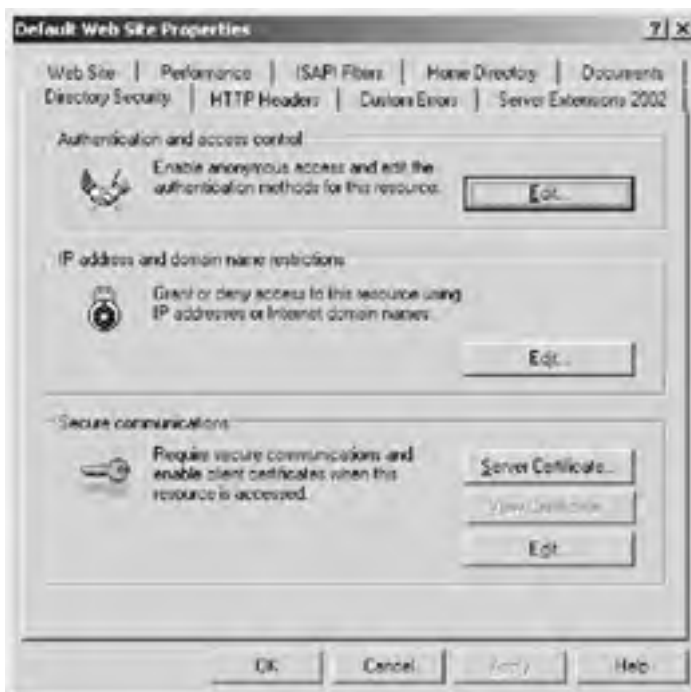 Default Web Site Properties
Web Site | Performance | ISAPI Filters | Home Directory | Documents
Directory Security | HTTP Headers | Custom Errors | Server Extensions 2002
Authentication and access control
Enable anonymous access and edit the
authentication methods for this resource.
Edit...
IP address and domain name restrictions
Grant or deny access to this resource using
IP addresses or Internet domain names.
Edit...
Secure communications
Require secure communications and
enable client certificates when this
resource is accessed.
Server Certificate...
View Certificate...
Edit...
OK
Cancel
Apply
Help